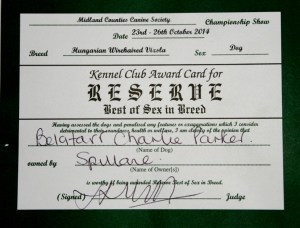 Midland Counties Canine Society Championship Show
Date 23rd - 26th October 2014
Breed Hungarian Wirehaired Vizsla Sex Dog
Kennel Club Award Card for
RESERVE
Best of Sex in Breed
Having assessed the dogs and penalised any features or exaggerations which I consider
detrimental to their soundness, health or welfare, I am clearly of the opinion that
Belatarr Charlie Parker.
(Name of Dog)
owned by Spillane
(Name of Owner(s))
is worthy of being awarded Reserve Best of Sex in Breed.
(Signed) Judge